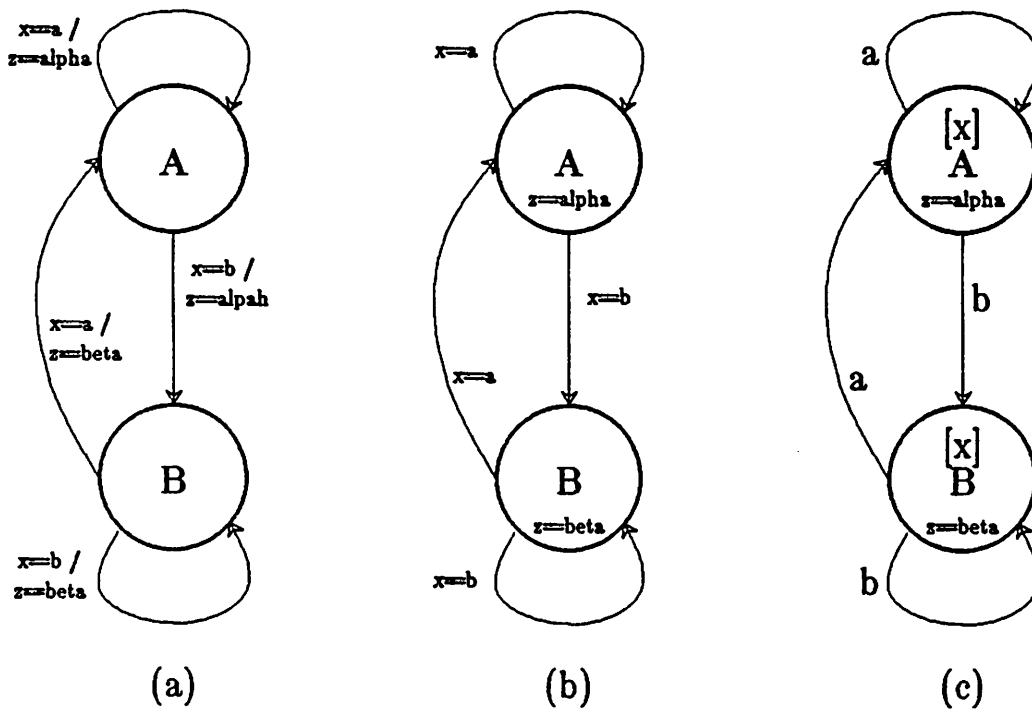 x=a /
z=alpha
A
x=b /
z=alpah
x=a /
z=beta
B
x=b /
z=beta
(a)
x=a
A
z=alpha
x=b
x=a
B
z=beta
x=b
(b)
a
[x]
A
z=alpha
b
a
[x]
B
z=beta
b
(c)